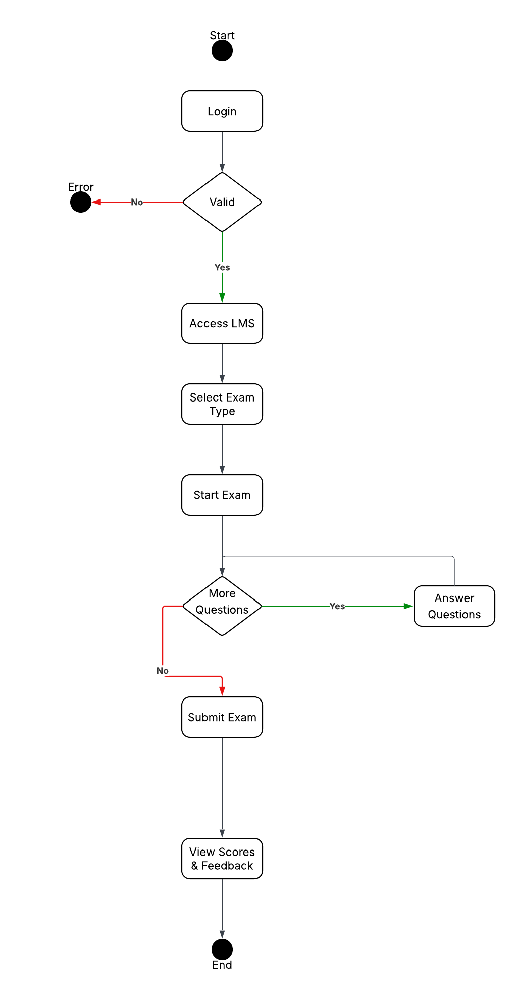 Start
Login
Error
No
Valid
Yes
Access LMS
Select Exam
Type
Start Exam
More
Questions
Yes
Answer
Questions
No
Submit Exam
View Scores
& Feedback
End